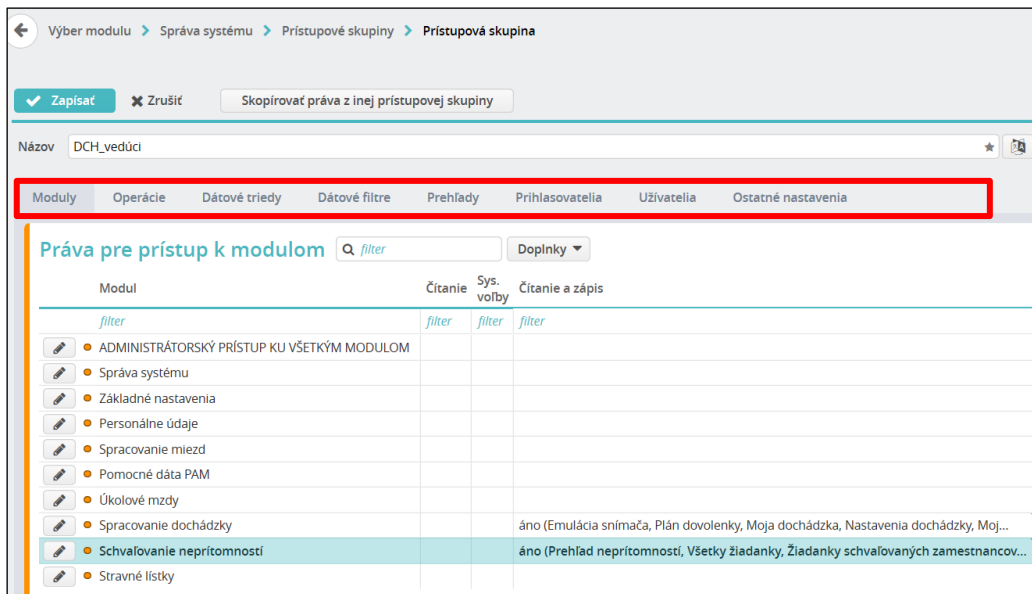 Výber modulu > Správa systému > Prístupové skupiny > Prístupová skupina
Zapísať Zrušiť Skopírovať práva z inej prístupovej skupiny
Názov DCH_vedúci
Moduly Operácie Dátové triedy Dátové filtre Prehľady Prihlasovatelia Užívatelia Ostatné nastavenia
Práva pre prístup k modulom filter Doplnky
Modul Čítanie Sys. voľby Čítanie a zápis
filter filter filter filter
ADMINISTRÁTORSKÝ PRÍSTUP KU VŠETKÝM MODULOM
Správa systému
Základné nastavenia
Personálne údaje
Spracovanie miezd
Pomocné dáta PAM
Úkolové mzdy
Spracovanie dochádzky áno (Emulácia snímača, Plán dovolenky, Moja dochádzka, Nastavenia dochádzky, Moj...
Schvaľovanie neprítomností áno (Prehľad neprítomností, Všetky žiadanky, Žiadanky schvaľovaných zamestnancov...
Stravné lístky